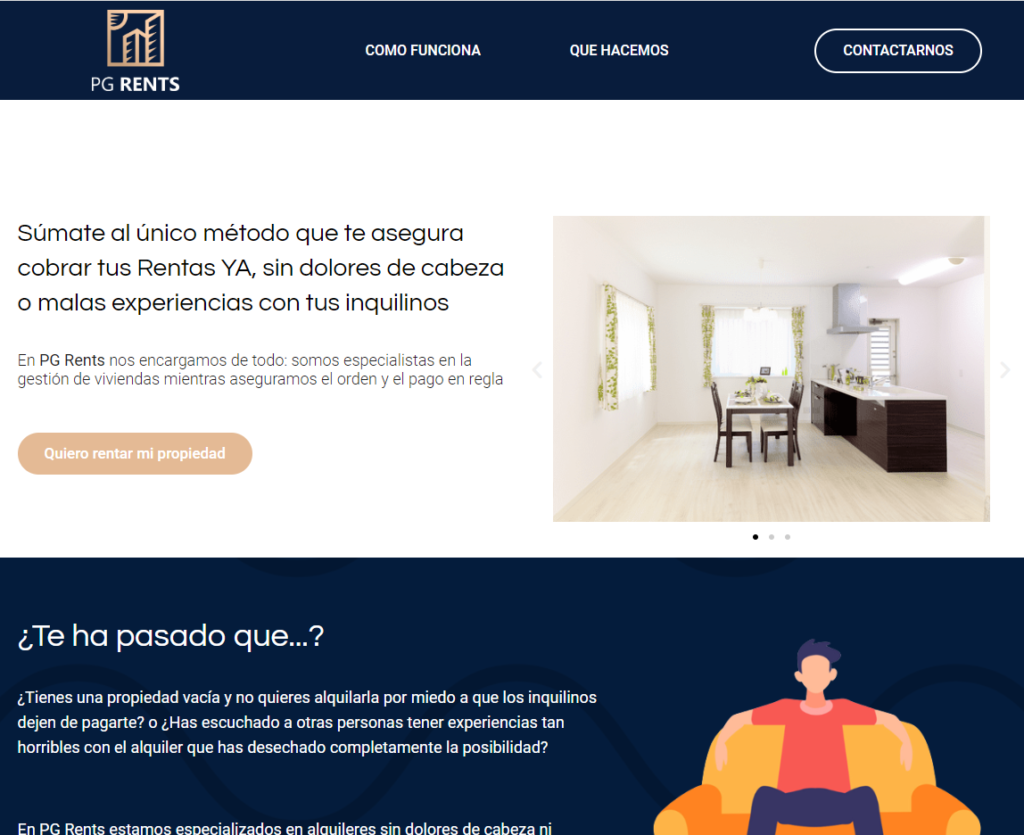 PG RENTS
COMO FUNCIONA
QUE HACEMOS
CONTACTARNOS
Súmate al único método que te asegura
cobrar tus Rentas YA, sin dolores de cabeza
o malas experiencias con tus inquilinos
En PG Rents nos encargamos de todo: somos especialistas en la
gestión de viviendas mientras aseguramos el orden y el pago en regla
Quiero rentar mi propiedad
¿Te ha pasado que...?
¿Tienes una propiedad vacía y no quieres alquilarla por miedo a que los inquilinos
dejen de pagarte? o ¿Has escuchado a otras personas tener experiencias tan
horribles con el alquiler que has desechado completamente la posibilidad?
En PG Rents estamos especializados en alquileres sin dolores de cabeza ni